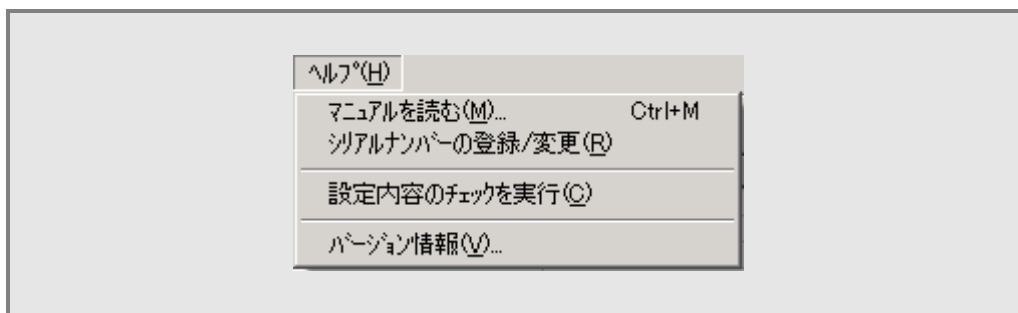 ヘルプ(H)
マニュアルを読む(M)... Ctrl+M
シリアルナンバーの登録/変更(R)
設定内容のチェックを実行(C)
バージョン情報(V)...